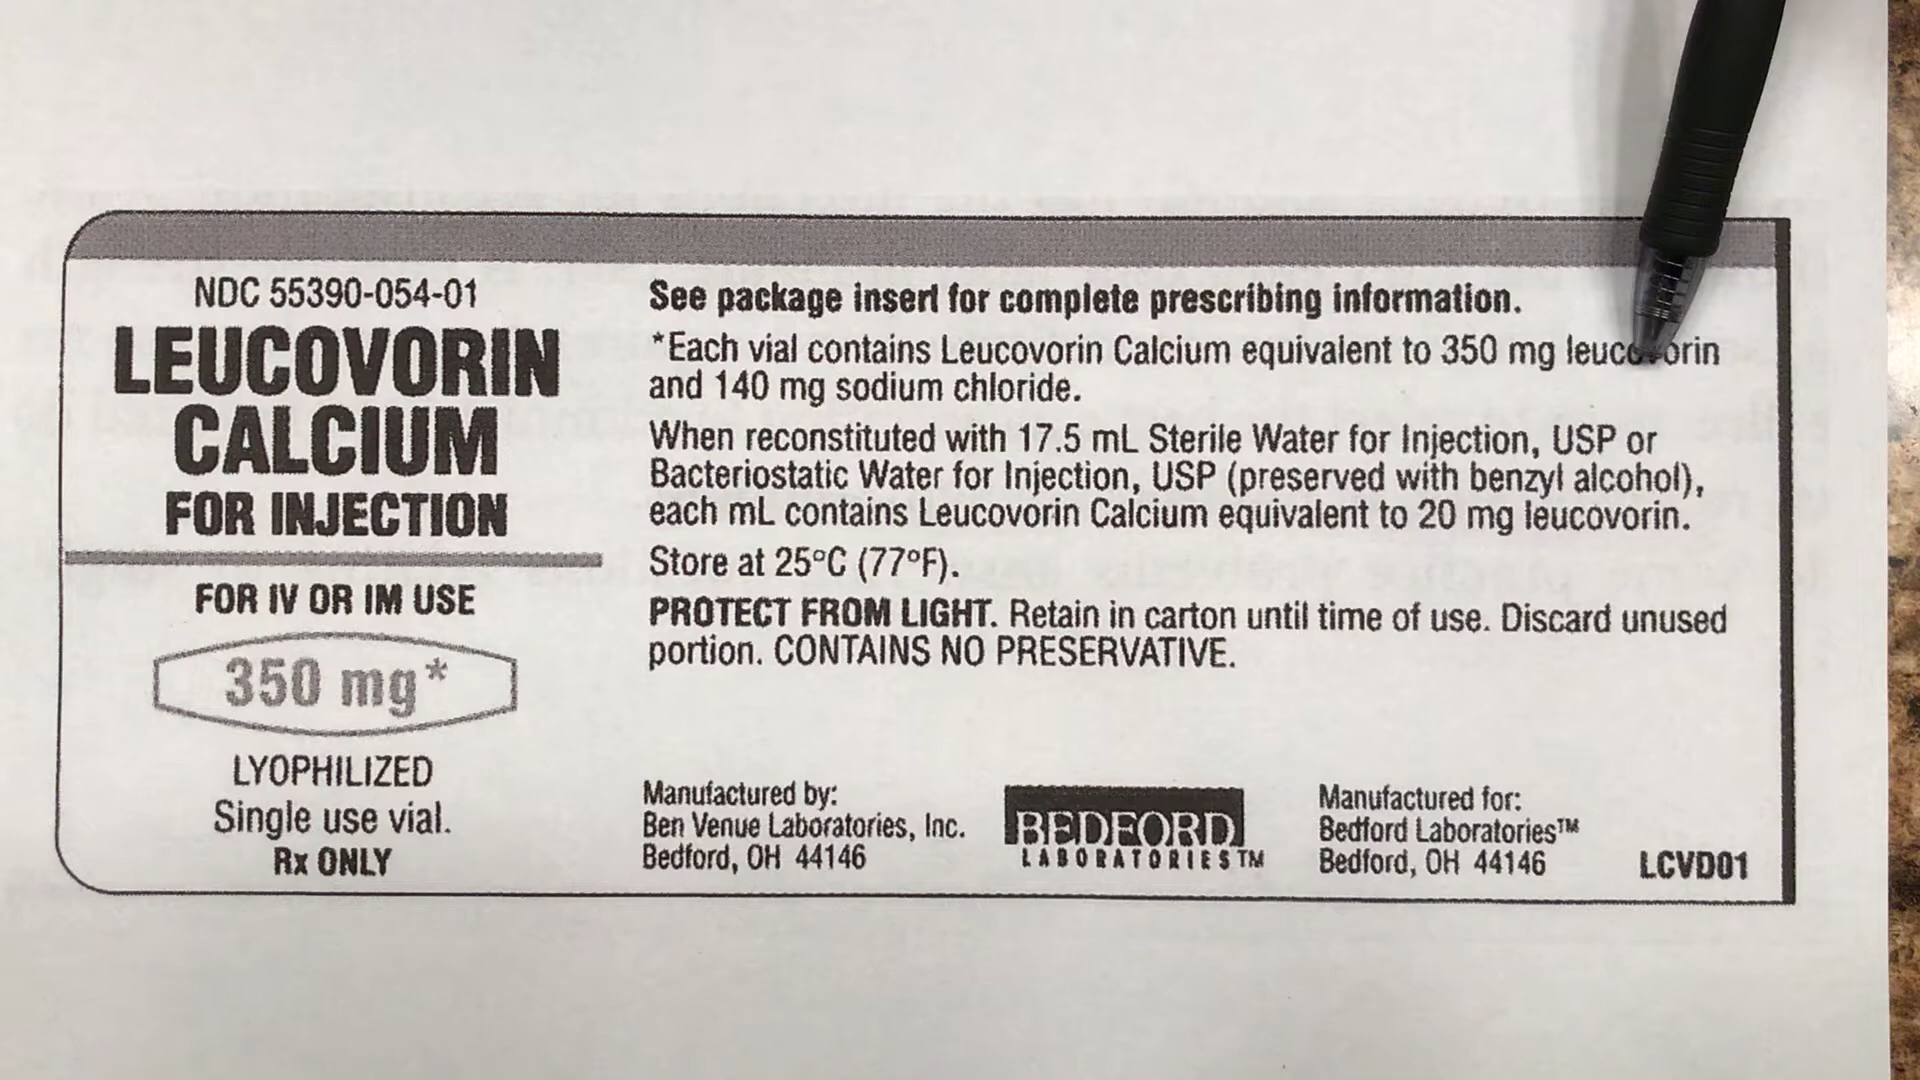 NDC 55390-054-01
LEUCOVORIN
CALCIUM
FOR INJECTION
FOR IV OR IM USE
350 mg*
LYOPHILIZED
Single use vial.
Rx ONLY
See package insert for complete prescribing information.
*Each vial contains Leucovorin Calcium equivalent to 350 mg leucovorin
and 140 mg sodium chloride.
When reconstituted with 17.5 mL Sterile Water for Injection, USP or
Bacteriostatic Water for Injection, USP (preserved with benzyl alcohol),
each mL contains Leucovorin Calcium equivalent to 20 mg leucovorin.
Store at 25°C (77°F).
PROTECT FROM LIGHT. Retain in carton until time of use. Discard unused
portion. CONTAINS NO PRESERVATIVE.
Manufactured by:
Ben Venue Laboratories, Inc.
Bedford, OH 44146
BEDFORD
LABORATORIES™
Manufactured for:
Bedford Laboratories™
Bedford, OH 44146
LCVD01